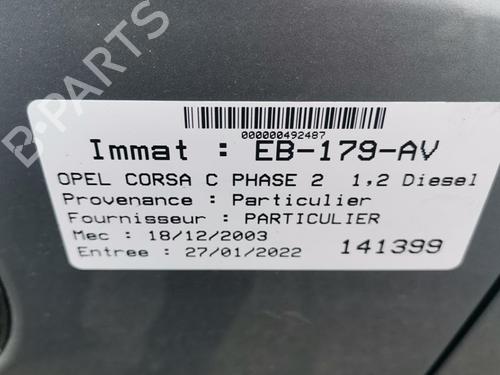 000000492487
Immat : EB-179-AV
OPEL CORSA C PHASE 2 1,2 Diesel
Provenance : Particulier
Fournisseur : PARTICULIER
Mec : 18/12/2003
Entree : 27/01/2022 141399
B-PARTS